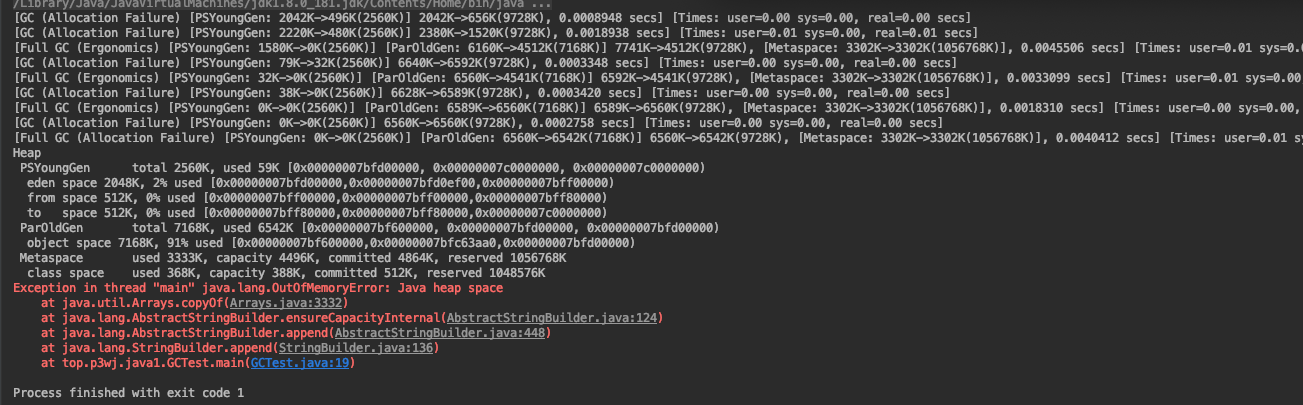 /Library/Java/JavaVirtualMachines/jdk1.8.0_181.jdk/Contents/Home/bin/java ...
[GC (Allocation Failure) [PSYoungGen: 2042K->496K(2560K)] 2042K->656K(9728K), 0.0008948 secs] [Times: user=0.00 sys=0.00, real=0.00 secs]
[GC (Allocation Failure) [PSYoungGen: 2220K->480K(2560K)] 2380K->1520K(9728K), 0.0018938 secs] [Times: user=0.01 sys=0.00, real=0.01 secs]
[Full GC (Ergonomics) [PSYoungGen: 1580K->0K(2560K)] [ParOldGen: 6160K->4512K(7168K)] 7741K->4512K(9728K), [Metaspace: 3302K->3302K(1056768K)], 0.0045506 secs] [Times: user=0.01 sys=0
[GC (Allocation Failure) [PSYoungGen: 79K->32K(2560K)] 6640K->6592K(9728K), 0.0003348 secs] [Times: user=0.00 sys=0.00, real=0.00 secs]
[Full GC (Ergonomics) [PSYoungGen: 32K->0K(2560K)] [ParOldGen: 6560K->4541K(7168K)] 6592K->4541K(9728K), [Metaspace: 3302K->3302K(1056768K)], 0.0033099 secs] [Times: user=0.01 sys=0.00
[GC (Allocation Failure) [PSYoungGen: 38K->0K(2560K)] 6628K->6589K(9728K), 0.0003420 secs] [Times: user=0.00 sys=0.00, real=0.00 secs]
[Full GC (Ergonomics) [PSYoungGen: 0K->0K(2560K)] [ParOldGen: 6589K->6560K(7168K)] 6589K->6560K(9728K), [Metaspace: 3302K->3302K(1056768K)], 0.0018310 secs] [Times: user=0.00 sys=0.00,
[GC (Allocation Failure) [PSYoungGen: 0K->0K(2560K)] 6560K->6560K(9728K), 0.0002758 secs] [Times: user=0.00 sys=0.00, real=0.00 secs]
[Full GC (Allocation Failure) [PSYoungGen: 0K->0K(2560K)] [ParOldGen: 6560K->6542K(7168K)] 6560K->6542K(9728K), [Metaspace: 3302K->3302K(1056768K)], 0.0040412 secs] [Times: user=0.01
Heap
PSYoungGen total 2560K, used 59K [0x00000007bfd00000, 0x00000007c0000000, 0x00000007c0000000)
eden space 2048K, 2% used [0x00000007bfd00000,0x00000007bfd0ef00,0x00000007bff00000)
from space 512K, 0% used [0x00000007bff00000,0x00000007bff00000,0x00000007bff80000)
to space 512K, 0% used [0x00000007bff80000,0x00000007bff80000,0x00000007c0000000)
ParOldGen total 7168K, used 6542K [0x00000007bf600000, 0x00000007bfd00000, 0x00000007bfd00000)
object space 7168K, 91% used [0x00000007bf600000,0x00000007bfc63aa0,0x00000007bfd00000)
Metaspace used 3333K, capacity 4496K, committed 4864K, reserved 1056768K
class space used 368K, capacity 388K, committed 512K, reserved 1048576K
Exception in thread "main" java.lang.OutOfMemoryError: Java heap space
at java.util.Arrays.copyOf(Arrays.java:3332)
at java.lang.AbstractStringBuilder.ensureCapacityInternal(AbstractStringBuilder.java:124)
at java.lang.AbstractStringBuilder.append(AbstractStringBuilder.java:448)
at java.lang.StringBuilder.append(StringBuilder.java:136)
at top.p3wj.java1.GCTest.main(GCTest.java:19)
Process finished with exit code 1